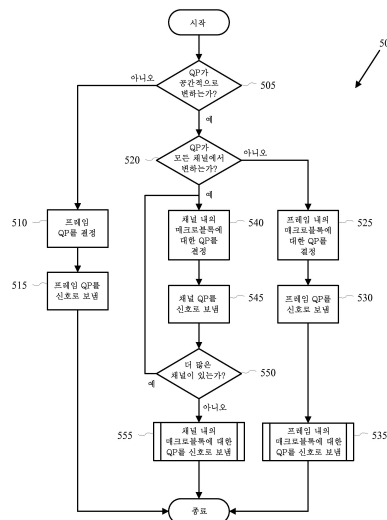 시작
50
QP가
공간적으로
변하는가?
505
아니오
예
520
QP가
모든 채널에서
변하는가?
아니오
예
510
프레임
QP를 결정
채널 내의
매크로블록에
대한 QP를
결정
540
프레임 내의
매크로블록에
대한 QP를
결정
525
515
프레임 QP를
신호로 보냄
채널 QP를
신호로 보냄
545
프레임 QP를
신호로 보냄
530
더 많은
채널이 있는가?
550
예
아니오
555
채널 내의
매크로블록에 대한
QP를 신호로 보냄
프레임 내의
매크로블록에 대한
QP를 신호로 보냄
535
종료